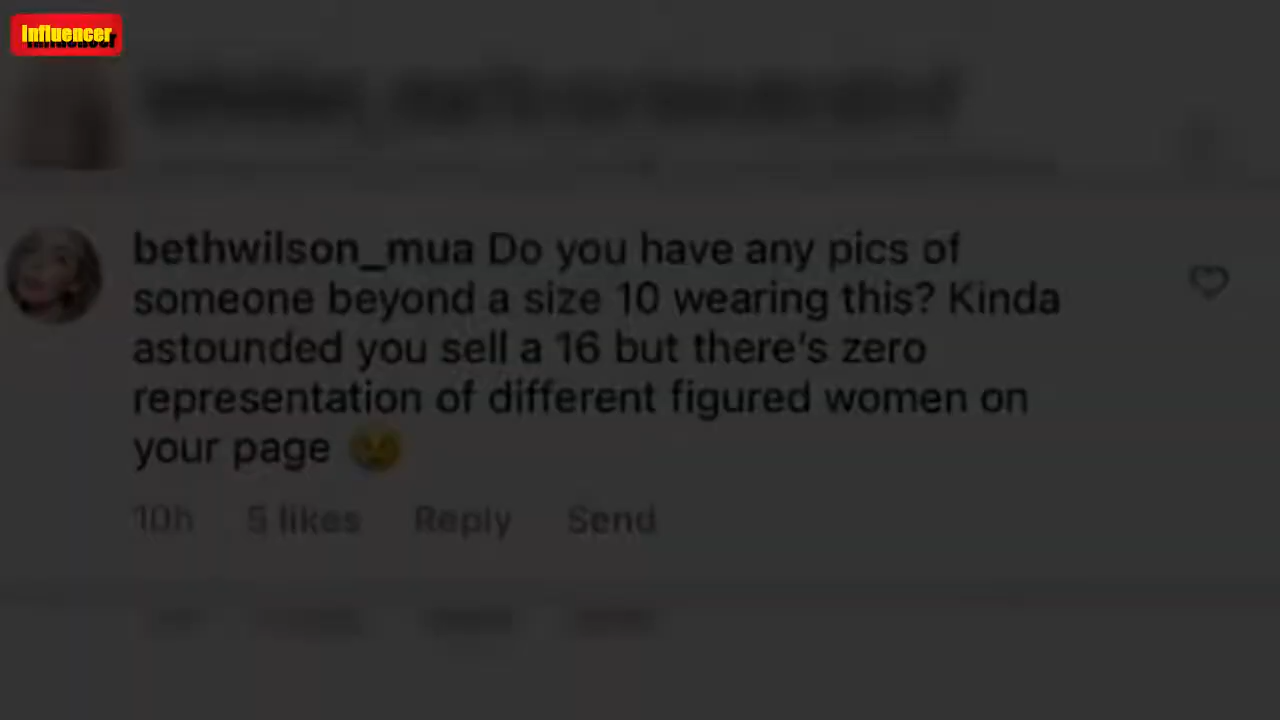 Influencer
bethwilson_mua Do you have any pics of
someone beyond a size 10 wearing this? Kinda
astounded you sell a 16 but there's zero
representation of different figured women on
your page 😢
10h 5 likes Reply Send